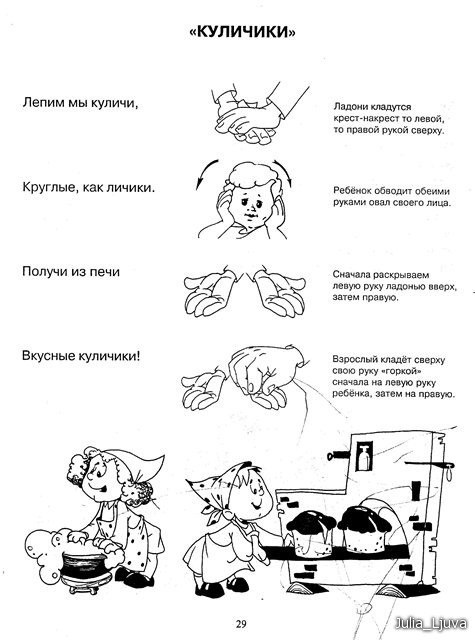 «КУЛИЧИКИ»
Лепим мы куличи,
Ладони кладутся
крест-накрест то левой,
то правой рукой сверху.
Круглые, как личики.
Ребёнок обводит обеими
руками овал своего лица.
Получи из печи
Сначала раскрываем
левую руку ладонью вверх,
затем правую.
Вкусные куличики!
Взрослый кладёт сверху
свою руку «горкой»
сначала на левую руку
ребёнка, затем на правую.
29
Julia_Ljuva